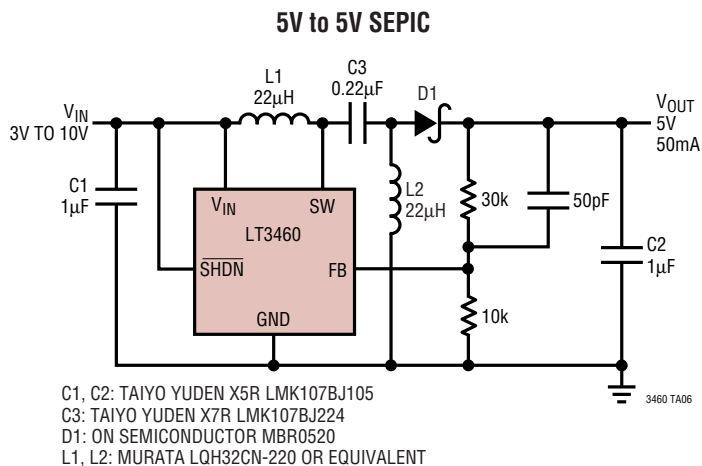 5V to 5V SEPIC
V_IN
3V TO 10V
L1
22µH
C3
0.22µF
D1
V_OUT
5V
50mA
C1
1µF
V_IN
SW
LT3460
SHDN
FB
GND
L2
22µH
30k
50pF
C2
1µF
10k
3460 TA06
C1, C2: TAIYO YUDEN X5R LMK107BJ105
C3: TAIYO YUDEN X7R LMK107BJ224
D1: ON SEMICONDUCTOR MBR0520
L1, L2: MURATA LQH32CN-220 OR EQUIVALENT